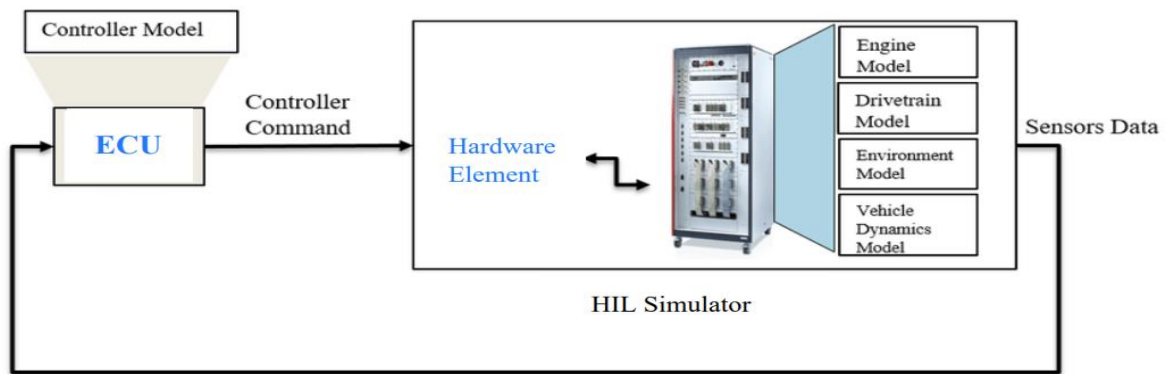 Controller Model
ECU
Controller
Command
Hardware
Element
Engine
Model
Drivetrain
Model
Environment
Model
Vehicle
Dynamics
Model
Sensors Data
HIL Simulator